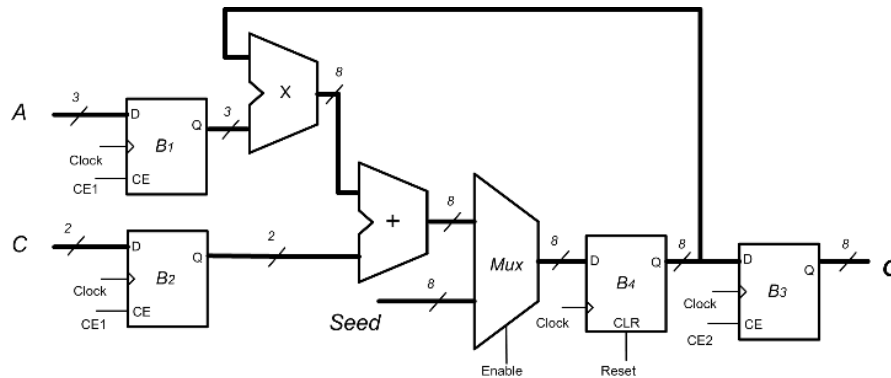 8
3
X
A
3
D
Q
B1
Clock
CE1
CE
8
+
8
C
2
D
Q
2
B2
Clock
CE1
CE
Mux
8
Seed
8
D
Q
8
B4
Clock
CLR
Enable
Reset
D
Q
8
B3
Clock
CE2
CE